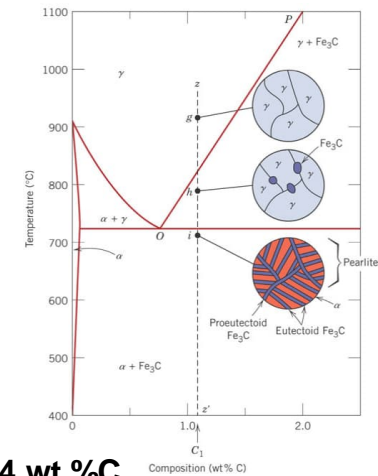 P
1100
γ + Fe₃C
1000
γ
z
g
γ γ γ γ
900
Fe₃C
800
h
γ γ γ γ
α + γ
O
i
700
α
Pearlite
600
α
Proeutectoid
Fe₃C
Eutectoid Fe₃C
500
α + Fe₃C
400
z'
0
1.0
2.0
C₁
Temperature (°C)
4 wt %C
Composition (wt% C)